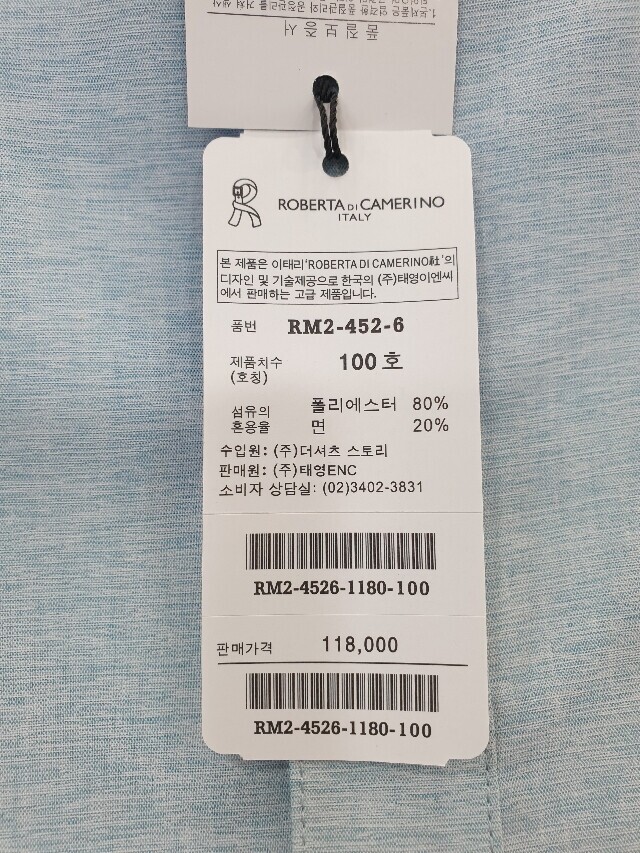 품질보증서
ROBERTA DI CAMERINO
ITALY
본 제품은 이태리'ROBERTA DI CAMERINO社'의
디자인 및 기술제공으로 한국의 (주)태영이엔씨
에서 판매하는 고급 제품입니다.
품번 RM2-452-6
제품치수 100 호
(호칭)
섬유의 폴리에스터 80%
혼용율 면 20%
수입원: (주)더셔츠 스토리
판매원: (주)태영ENC
소비자 상담실: (02)3402-3831
RM2-4526-1180-100
판매가격 118,000
RM2-4526-1180-100